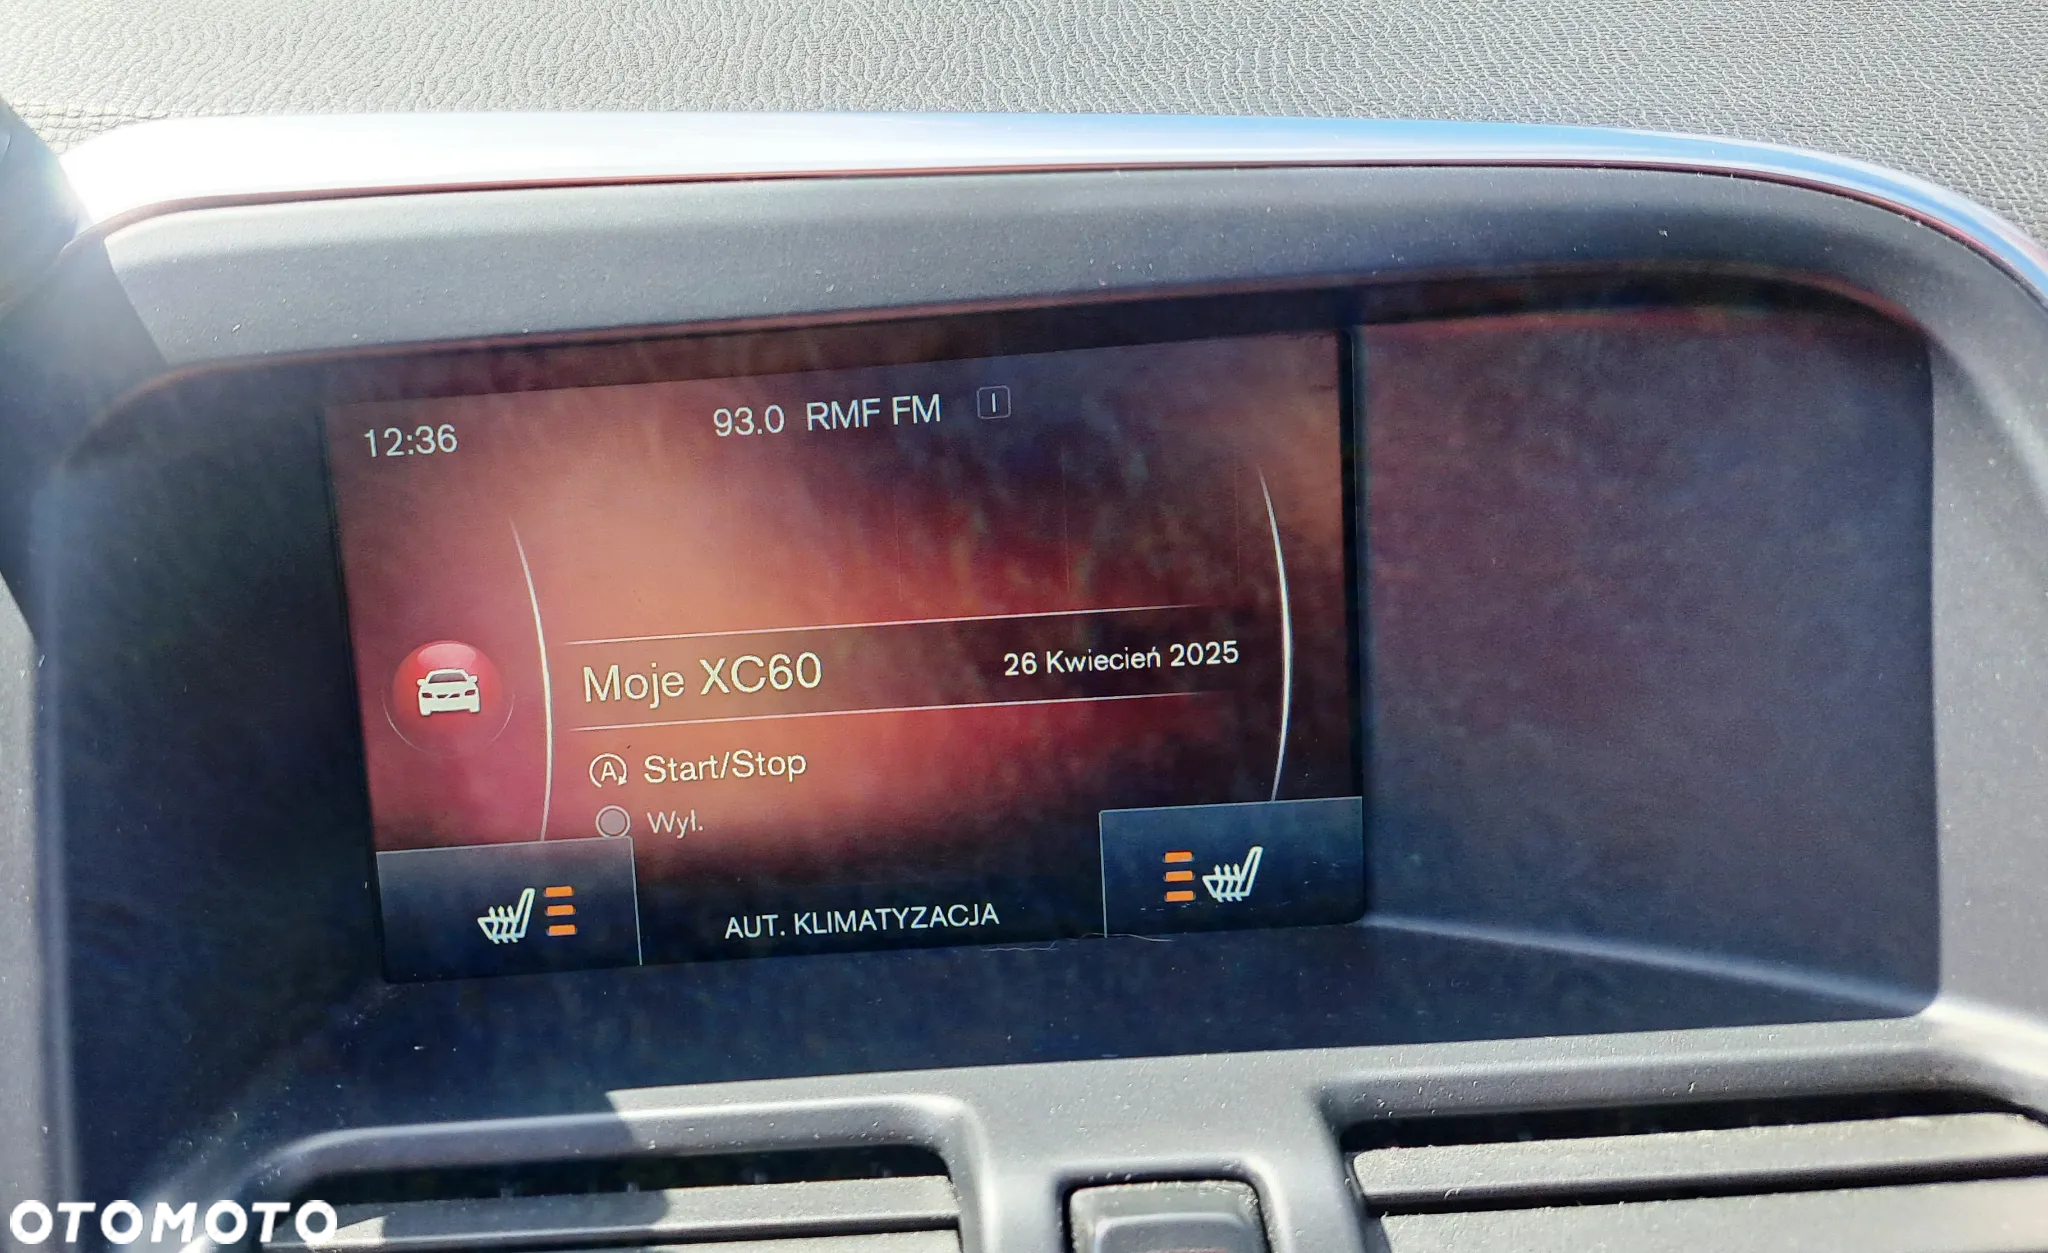 12:36
93.0 RMF FM I
Moje XC60
26 Kwiecień 2025
A Start/Stop
Wył.
AUT. KLIMATYZACJA
OTOMOTO